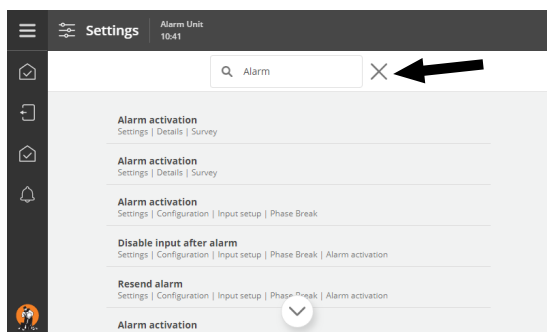 Settings
Alarm Unit
10:41
Alarm
Alarm activation
Settings | Details | Survey
Alarm activation
Settings | Details | Survey
Alarm activation
Settings | Configuration | Input setup | Phase Break
Disable input after alarm
Settings | Configuration | Input setup | Phase Break | Alarm activation
Resend alarm
Settings | Configuration | Input setup | Phase Break | Alarm activation
Alarm activation